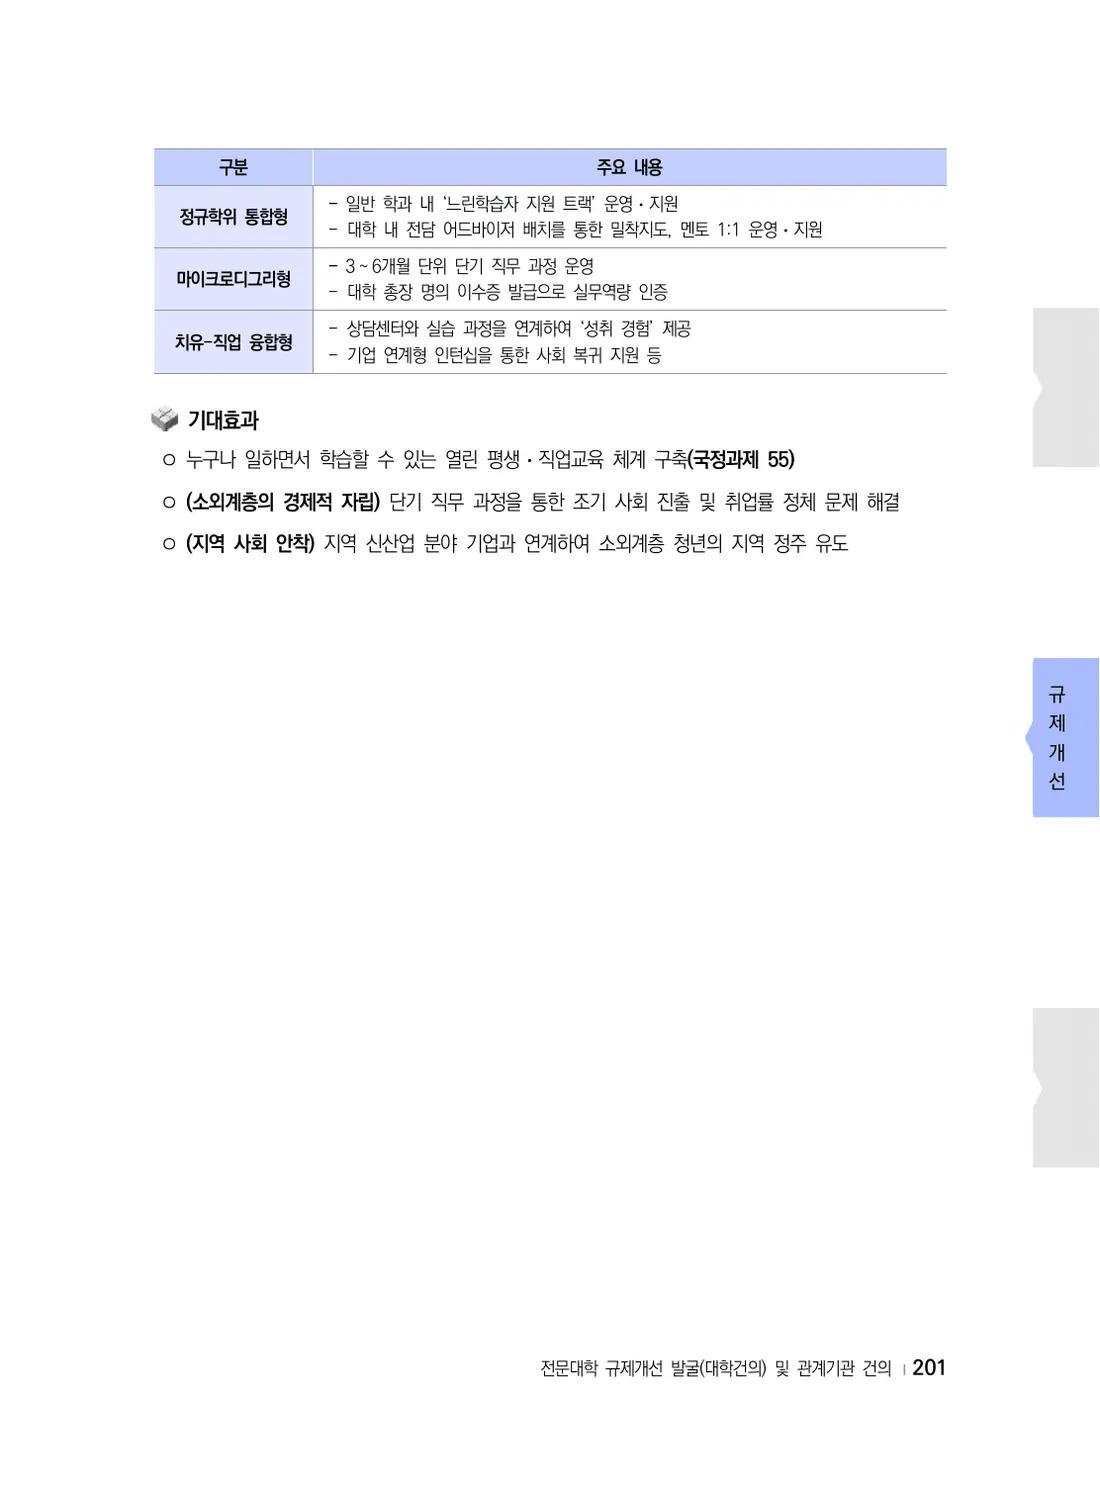 구분 주요 내용
정규학위 통합형
- 일반 학과 내 ‘느린학습자 지원 트랙’ 운영·지원
- 대학 내 전담 어드바이저 배치를 통한 밀착지도, 멘토 1:1 운영·지원
마이크로디그리형
- 3~6개월 단위 단기 직무 과정 운영
- 대학 총장 명의 이수증 발급으로 실무역량 인증
치유-직업 융합형
- 상담센터와 실습 과정을 연계하여 ‘성취 경험’ 제공
- 기업 연계형 인턴십을 통한 사회 복귀 지원 등
기대효과
○ 누구나 일하면서 학습할 수 있는 열린 평생·직업교육 체계 구축(국정과제 55)
○ (소외계층의 경제적 자립) 단기 직무 과정을 통한 조기 사회 진출 및 취업률 정체 문제 해결
○ (지역 사회 안착) 지역 신산업 분야 기업과 연계하여 소외계층 청년의 지역 정주 유도
규
제
개
선
전문대학 규제개선 발굴(대학건의) 및 관계기관 건의 | 201